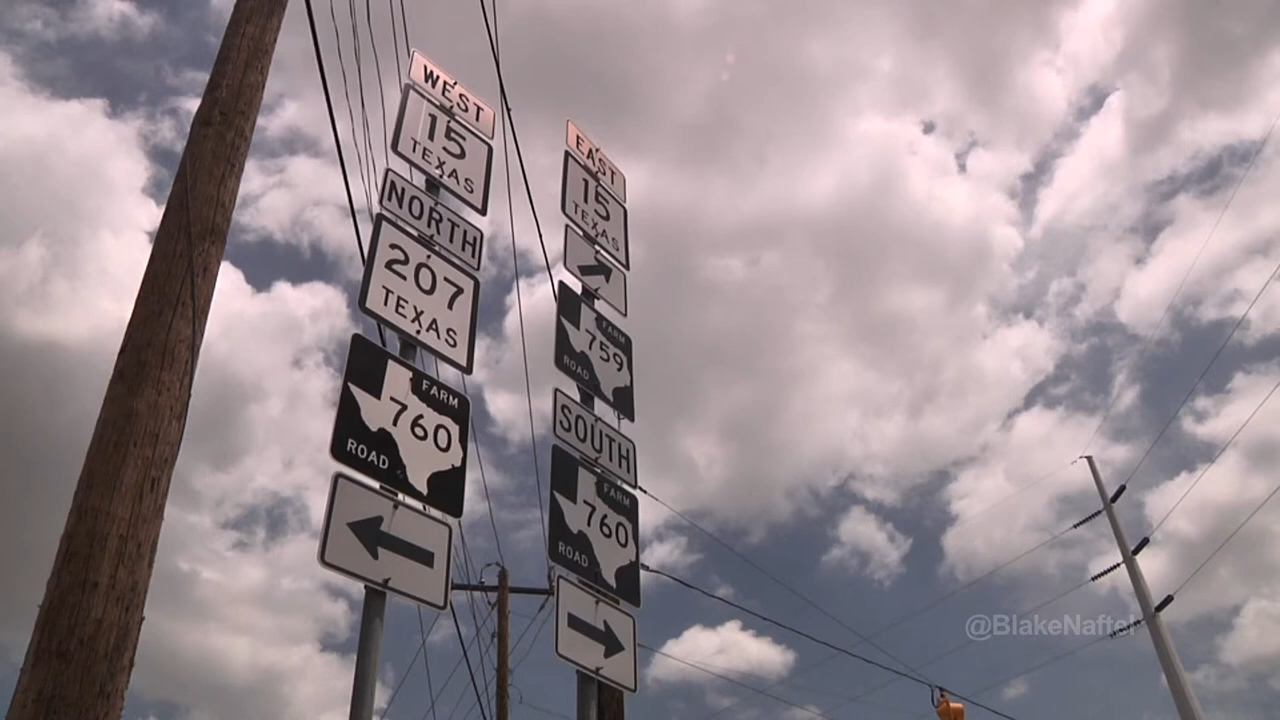 WEST
15
TEXAS
NORTH
207
TEXAS
FARM
760
ROAD
EAST
15
TEXAS
FARM
759
ROAD
SOUTH
FARM
760
ROAD
@BlakeNaftel